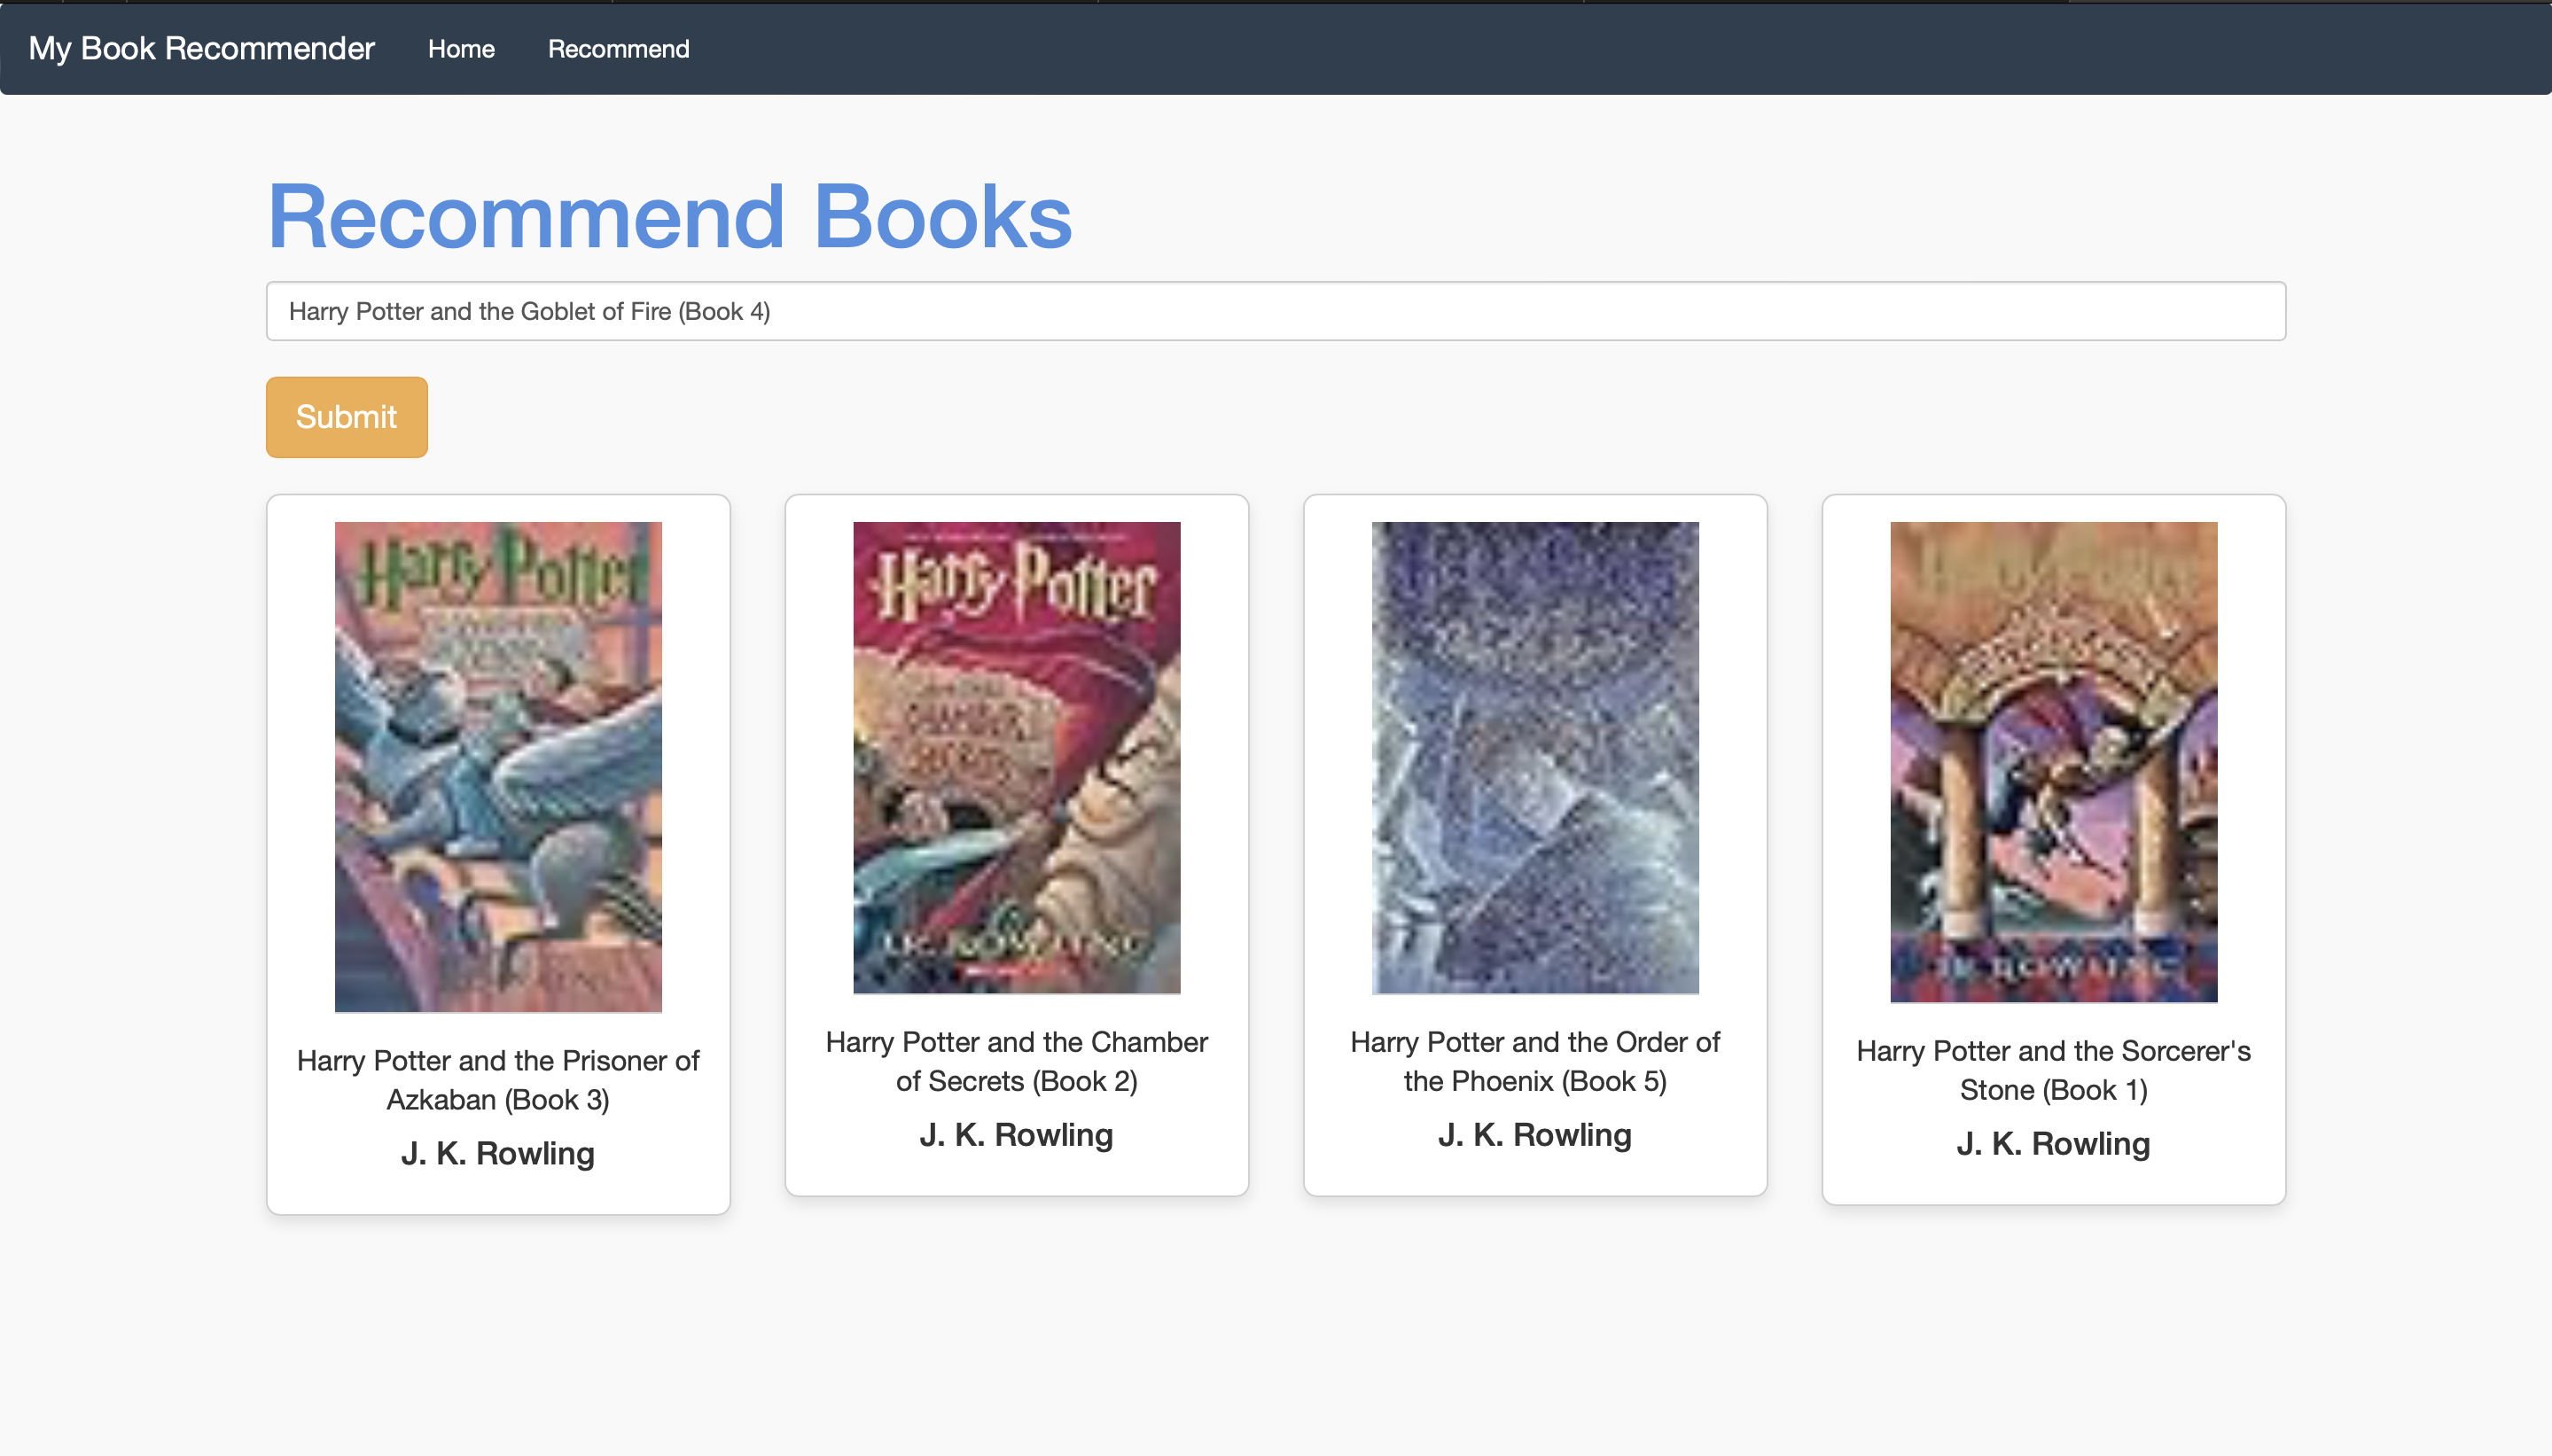 My Book Recommender Home Recommend
Recommend Books
Harry Potter and the Goblet of Fire (Book 4)
Submit
Harry Potter
Harry Potter and the Prisoner of
Azkaban (Book 3)
J. K. Rowling
Harry Potter
CHAMBER
SECRETS
J.K. ROWLING
Harry Potter and the Chamber
of Secrets (Book 2)
J. K. Rowling
Harry Potter and the Order of
the Phoenix (Book 5)
J. K. Rowling
J.K. ROWLING
Harry Potter and the Sorcerer's
Stone (Book 1)
J. K. Rowling